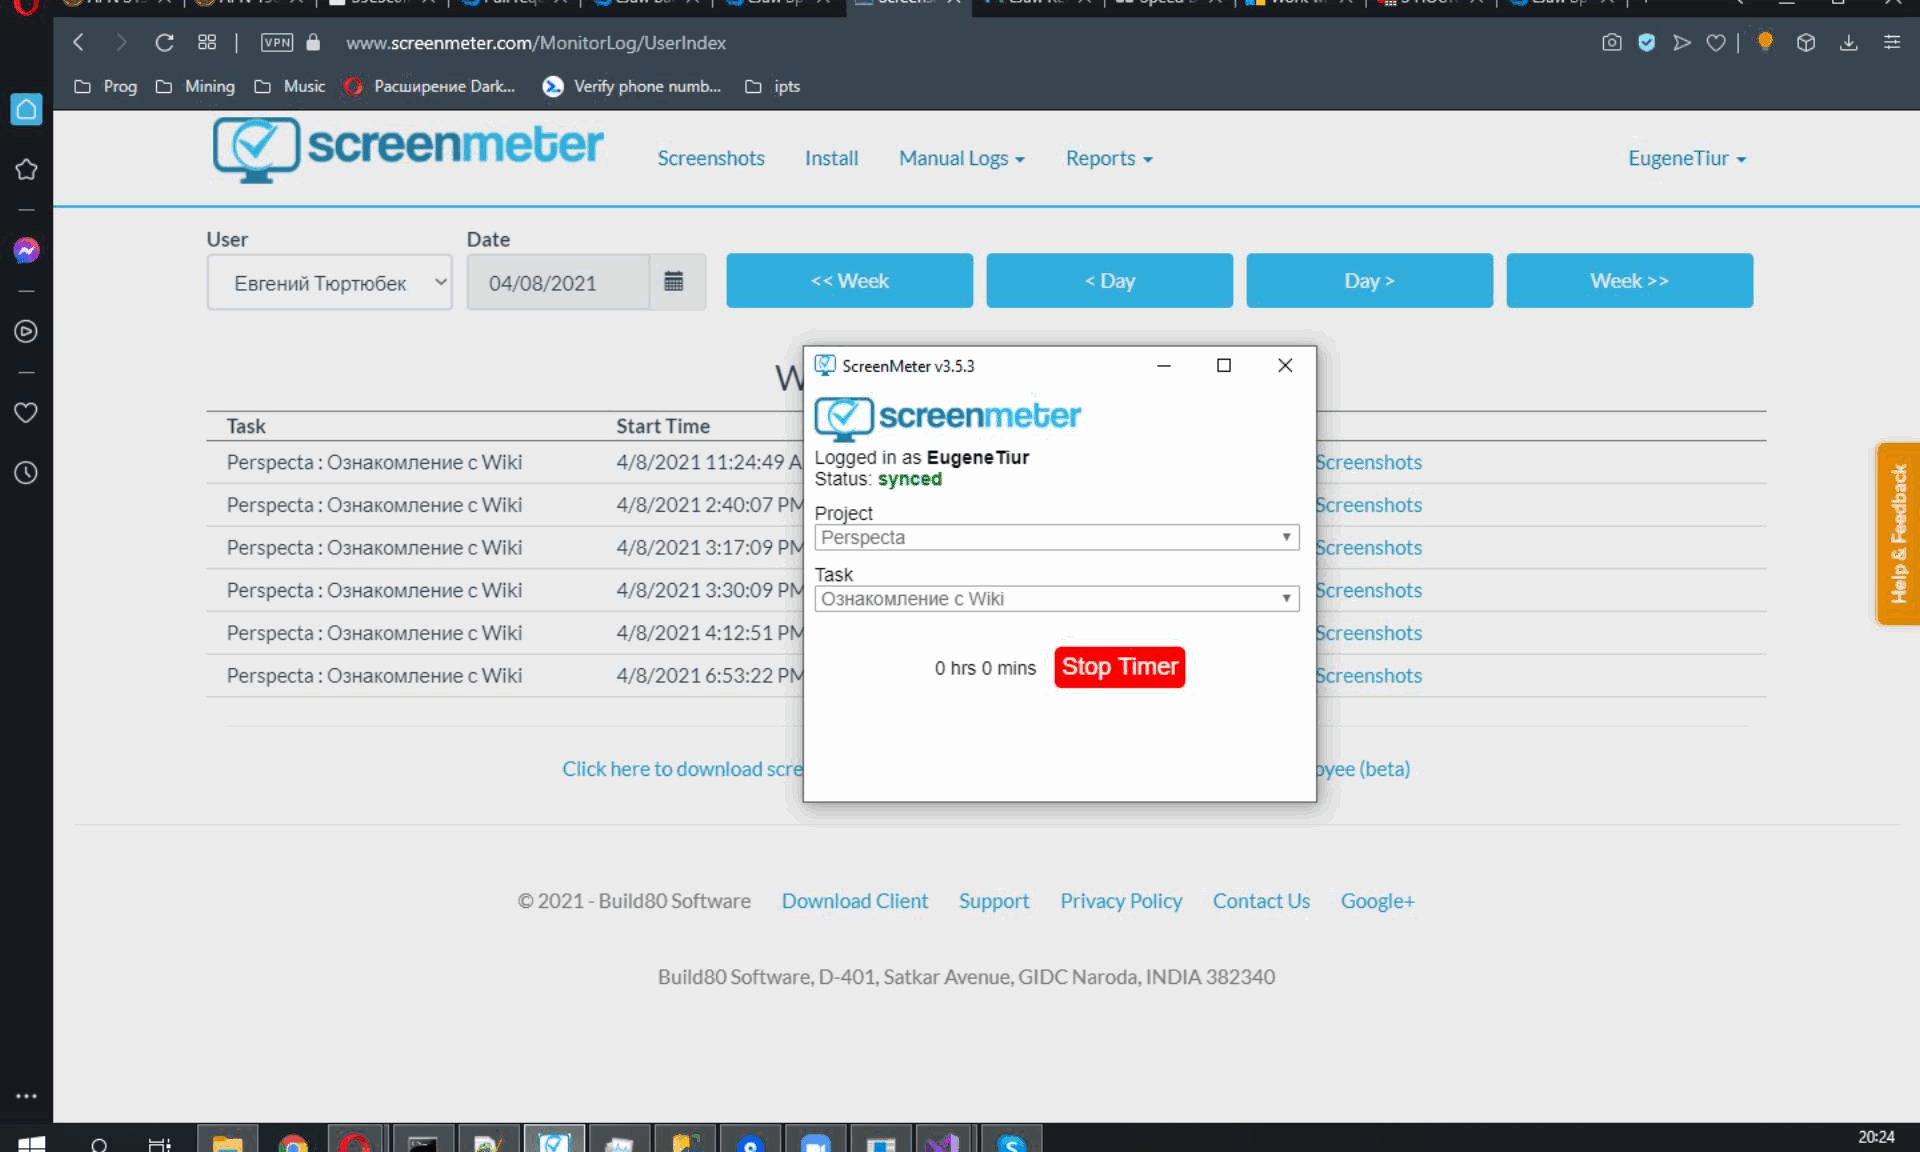 VPN
www.screenmeter.com/MonitorLog/UserIndex
Prog Mining Music Расширение Dark... Verify phone numb... ipts
screenmeter
Screenshots Install Manual Logs Reports EugeneTiur
User Date
Евгений Тюртюбек 04/08/2021 << Week < Day Day > Week >>
W
Task Start Time
Perspecta : Ознакомление с Wiki 4/8/2021 11:24:49 A Screenshots
Perspecta : Ознакомление с Wiki 4/8/2021 2:40:07 PM Screenshots
Perspecta : Ознакомление с Wiki 4/8/2021 3:17:09 PM Screenshots
Perspecta : Ознакомление с Wiki 4/8/2021 3:30:09 PM Screenshots
Perspecta : Ознакомление с Wiki 4/8/2021 4:12:51 PM Screenshots
Perspecta : Ознакомление с Wiki 4/8/2021 6:53:22 PM Screenshots
Click here to download scre oyee (beta)
ScreenMeter v3.5.3
screenmeter
Logged in as EugeneTiur
Status: synced
Project
Perspecta
Task
Ознакомление с Wiki
0 hrs 0 mins Stop Timer
Help & Feedback
© 2021 - Build80 Software Download Client Support Privacy Policy Contact Us Google+
Build80 Software, D-401, Satkar Avenue, GIDC Naroda, INDIA 382340
20:24